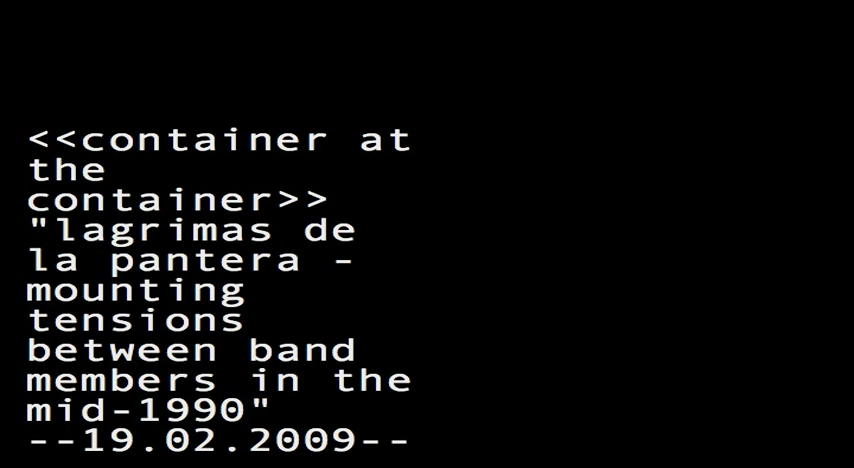 <<container at
the
container>>
"lagrimas de
la pantera -
mounting
tensions
between band
members in the
mid-1990"
--19.02.2009--